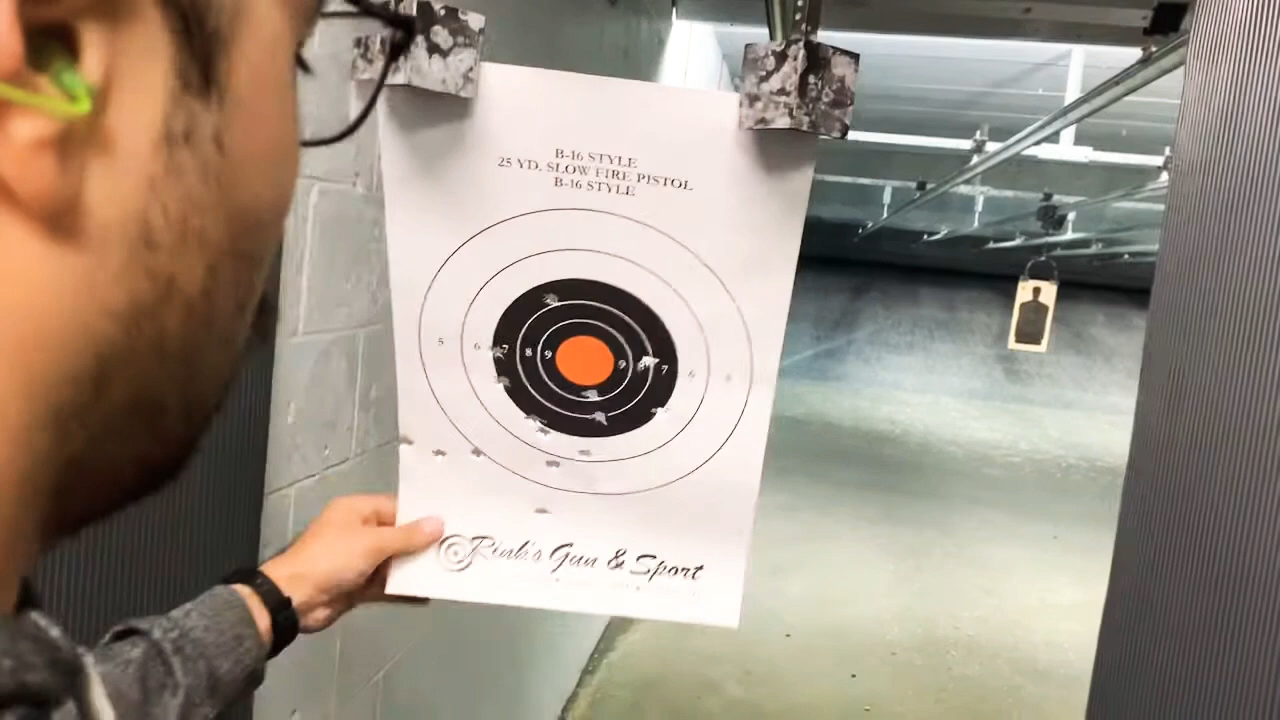 B-16 STYLE
25 YD. SLOW FIRE PISTOL
B-16 STYLE
5 6 7 8 9 9 8 7 6 5
Rink's Gun & Sport